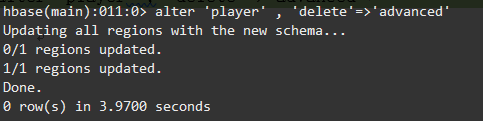 hbase(main):011:0> alter 'player' , 'delete'=>'advanced'
Updating all regions with the new schema...
0/1 regions updated.
1/1 regions updated.
Done.
0 row(s) in 3.9700 seconds